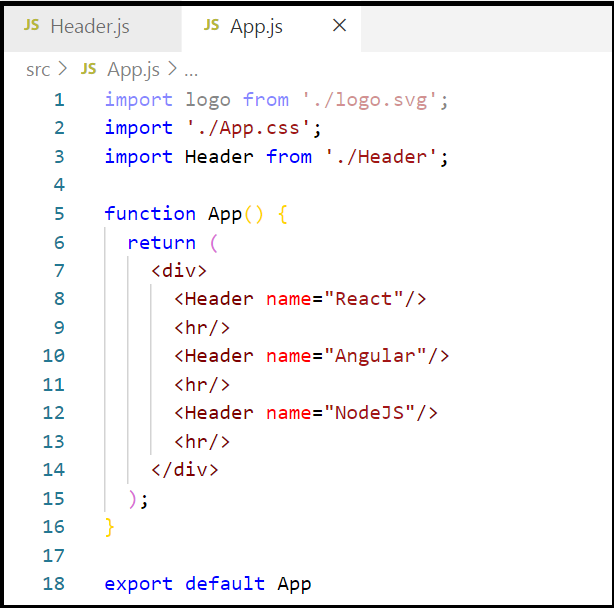 JS Header.js JS App.js ×
src > JS App.js > ...
1 import logo from './logo.svg';
2 import './App.css';
3 import Header from './Header';
4
5 function App() {
6   return (
7     <div>
8       <Header name="React"/>
9       <hr/>
10       <Header name="Angular"/>
11       <hr/>
12       <Header name="NodeJS"/>
13       <hr/>
14     </div>
15   );
16 }
17
18 export default App